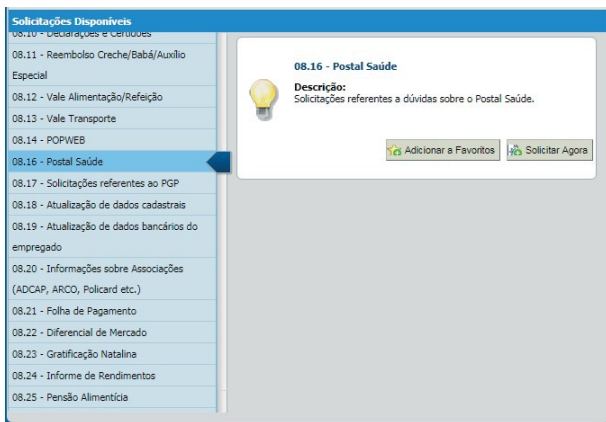 Solicitações Disponíveis
08.10 - Declarações e Certidões
08.11 - Reembolso Creche/Babá/Auxílio
Especial
08.12 - Vale Alimentação/Refeição
08.13 - Vale Transporte
08.14 - POPWEB
08.16 - Postal Saúde
08.17 - Solicitações referentes ao PGP
08.18 - Atualização de dados cadastrais
08.19 - Atualização de dados bancários do
empregado
08.20 - Informações sobre Associações
(ADCAP, ARCO, Policard etc.)
08.21 - Folha de Pagamento
08.22 - Diferencial de Mercado
08.23 - Gratificação Natalina
08.24 - Informe de Rendimentos
08.25 - Pensão Alimentícia
08.16 - Postal Saúde
Descrição:
Solicitações referentes a dúvidas sobre o Postal Saúde.
Adicionar a Favoritos
Solicitar Agora